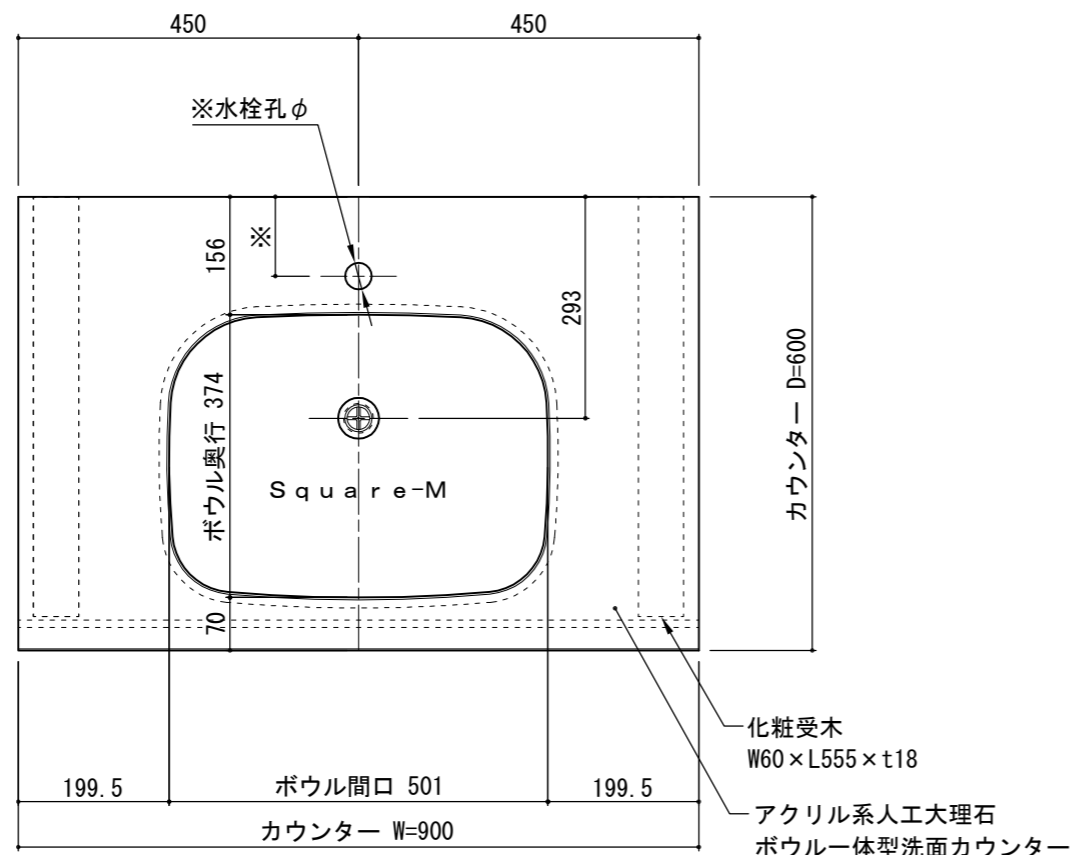 450
450
※水栓孔φ
156
※
293
ボウル奥行 374
カウンター D=600
Square-M
70
化粧受木
W60×L555×t18
199.5
ボウル間口 501
199.5
アクリル系人工大理石
ボウル一体型洗面カウンター
カウンター W=900